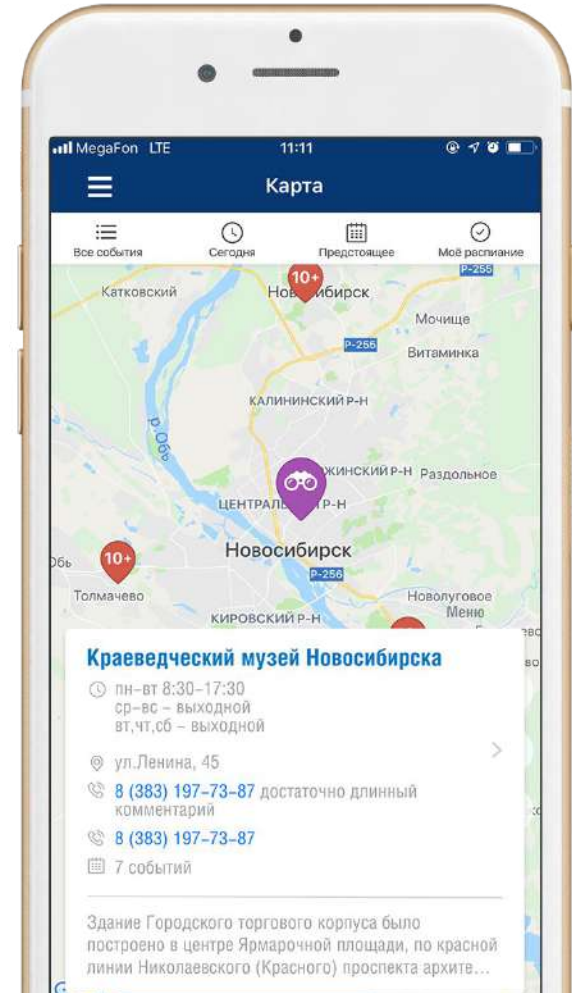 MegaFon LTE 11:11
Карта
Все события Сегодня Предстоящее Моё распиание
10+
Р-255
Катковский Новосибирск
Мочище
Р-256
Витаминка
КАЛИНИНСКИЙ Р-Н
р. Обь
ЖИНСКИЙ Р-Н Раздольное
ЦЕНТРАЛ Р-Н
Новосибирск
10+
Обь
Р-256
Толмачево
Новолуговое
КИРОВСКИЙ Р-Н
Краеведческий музей Новосибирска
пн-вт 8:30-17:30
ср-вс – выходной
вт,чт,сб – выходной
ул.Ленина, 45
8 (383) 197-73-87 достаточно длинный
комментарий
8 (383) 197-73-87
7 событий
Здание Городского торгового корпуса было
построено в центре Ярмарочной площади, по красной
линии Николаевского (Красного) проспекта архите...